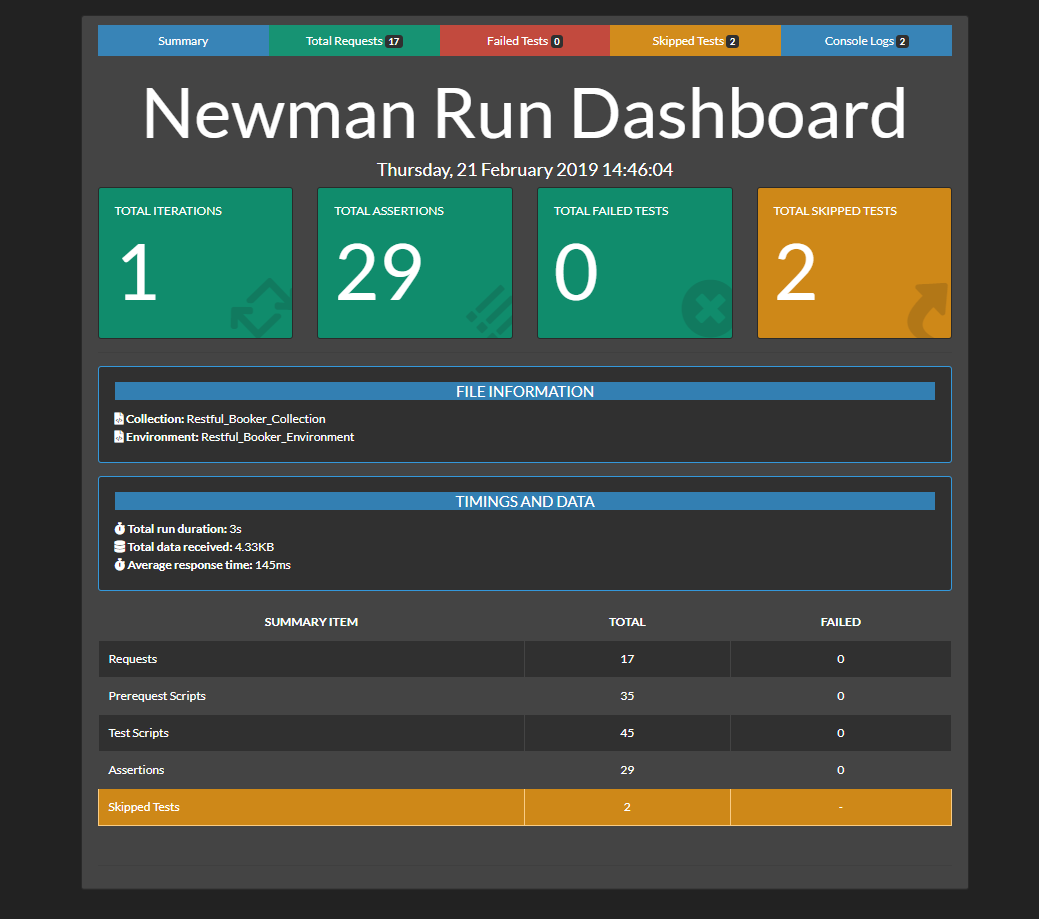 Summary Total Requests 17 Failed Tests 0 Skipped Tests 2 Console Logs 2
Newman Run Dashboard
Thursday, 21 February 2019 14:46:04
TOTAL ITERATIONS TOTAL ASSERTIONS TOTAL FAILED TESTS TOTAL SKIPPED TESTS
1 29 0 2
FILE INFORMATION
Collection: Restful_Booker_Collection
Environment: Restful_Booker_Environment
TIMINGS AND DATA
Total run duration: 3s
Total data received: 4.33KB
Average response time: 145ms
SUMMARY ITEM TOTAL FAILED
Requests 17 0
Prerequest Scripts 35 0
Test Scripts 45 0
Assertions 29 0
Skipped Tests 2 -